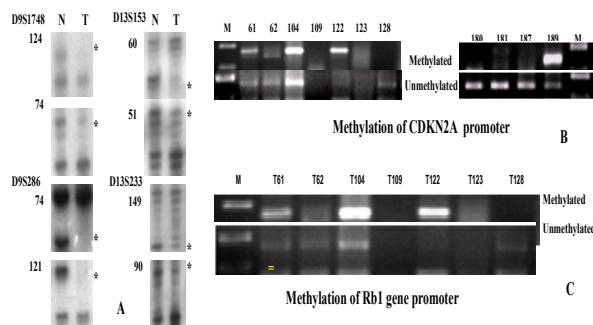 D9S1748 N T D13S153 N T
124 *
60 *
74 *
51 *
D9S286 D13S233
74 *
149 *
121 *
90 *
A
M 61 62 104 109 122 123 128
180 181 187 189 M
Methylated
Unmethylated
Methylation of CDKN2A promoter
B
M T61 T62 T104 T109 T122 T123 T128
Methylated
Unmethylated
=
Methylation of Rb1 gene promoter
C